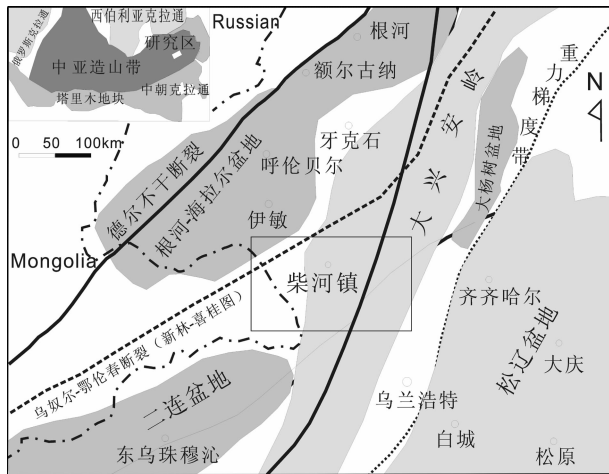 俄罗斯克拉通
西伯利亚克拉通
研究区
中亚造山带
中朝克拉通
塔里木地块
0
50
100km
Russian
根河
额尔古纳
重力梯度带
N
大兴安岭
牙克石
呼伦贝尔
大杨树盆地
德尔不干断裂
根河-海拉尔盆地
伊敏
Mongolia
柴河镇
齐齐哈尔
乌奴尔-鄂伦春断裂（新林-喜桂图）
松辽盆地
大庆
二连盆地
乌兰浩特
白城
东乌珠穆沁
松原